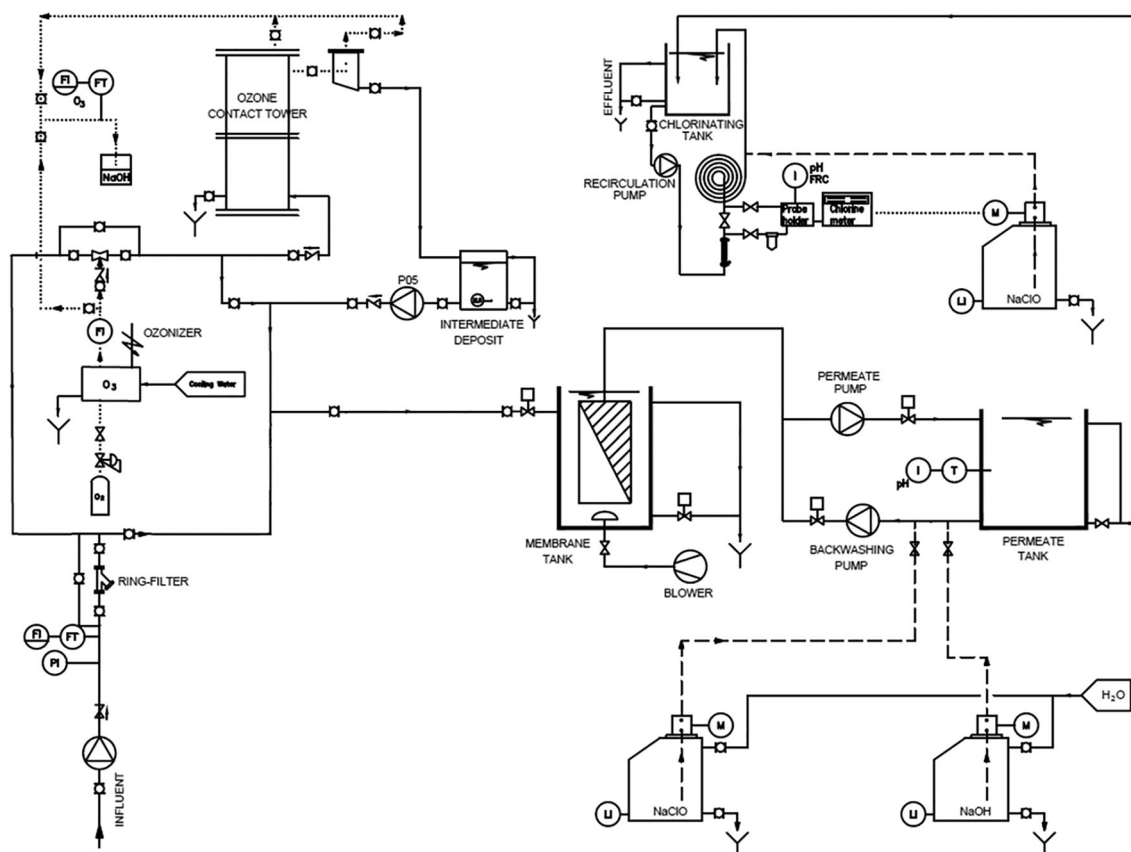 FI
FT
O₃
NaOH
OZONE
CONTACT TOWER
EFFLUENT
CHLORINATING
TANK
RECIRCULATION
PUMP
I
pH
FRC
Probe
holder
Chlorine
meter
M
NaClO
LI
P05
INTERMEDIATE
DEPOSIT
FI
OZONIZER
O₃
Cooling Water
O₂
PERMEATE
PUMP
pH
I
T
MEMBRANE
TANK
BLOWER
BACKWASHING
PUMP
PERMEATE
TANK
RING-FILTER
FI
FT
PI
INFLUENT
H₂O
M
M
NaClO
NaOH
LI
LI